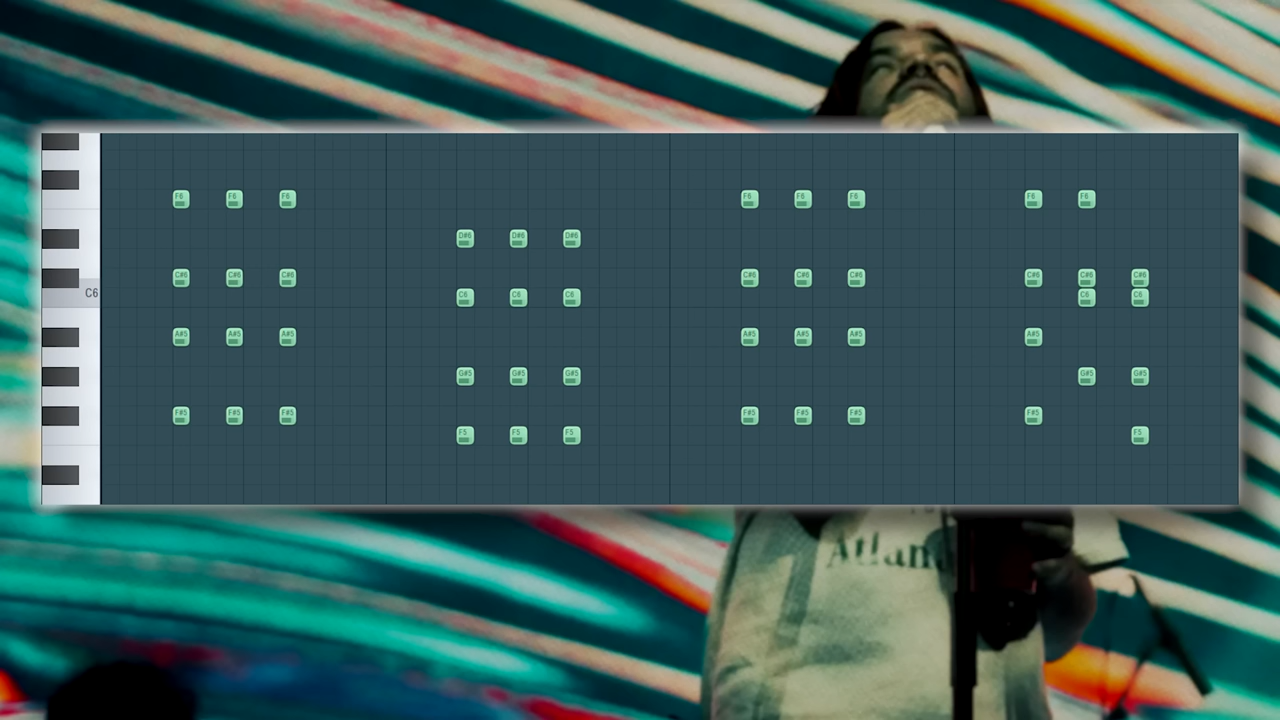 F6 F6 F6 F6 F6 F6 F6 F6
D#6 D#6 D#6
C#6 C#6 C#6 C#6 C#6 C#6 C#6 C#6 C#6
C6 C6 C6 C6 C6 C6
A#5 A#5 A#5 A#5 A#5 A#5 A#5
G#5 G#5 G#5 G#5 G#5
F#5 F#5 F#5 F#5 F#5 F#5 F#5
F5 F5 F5 F5